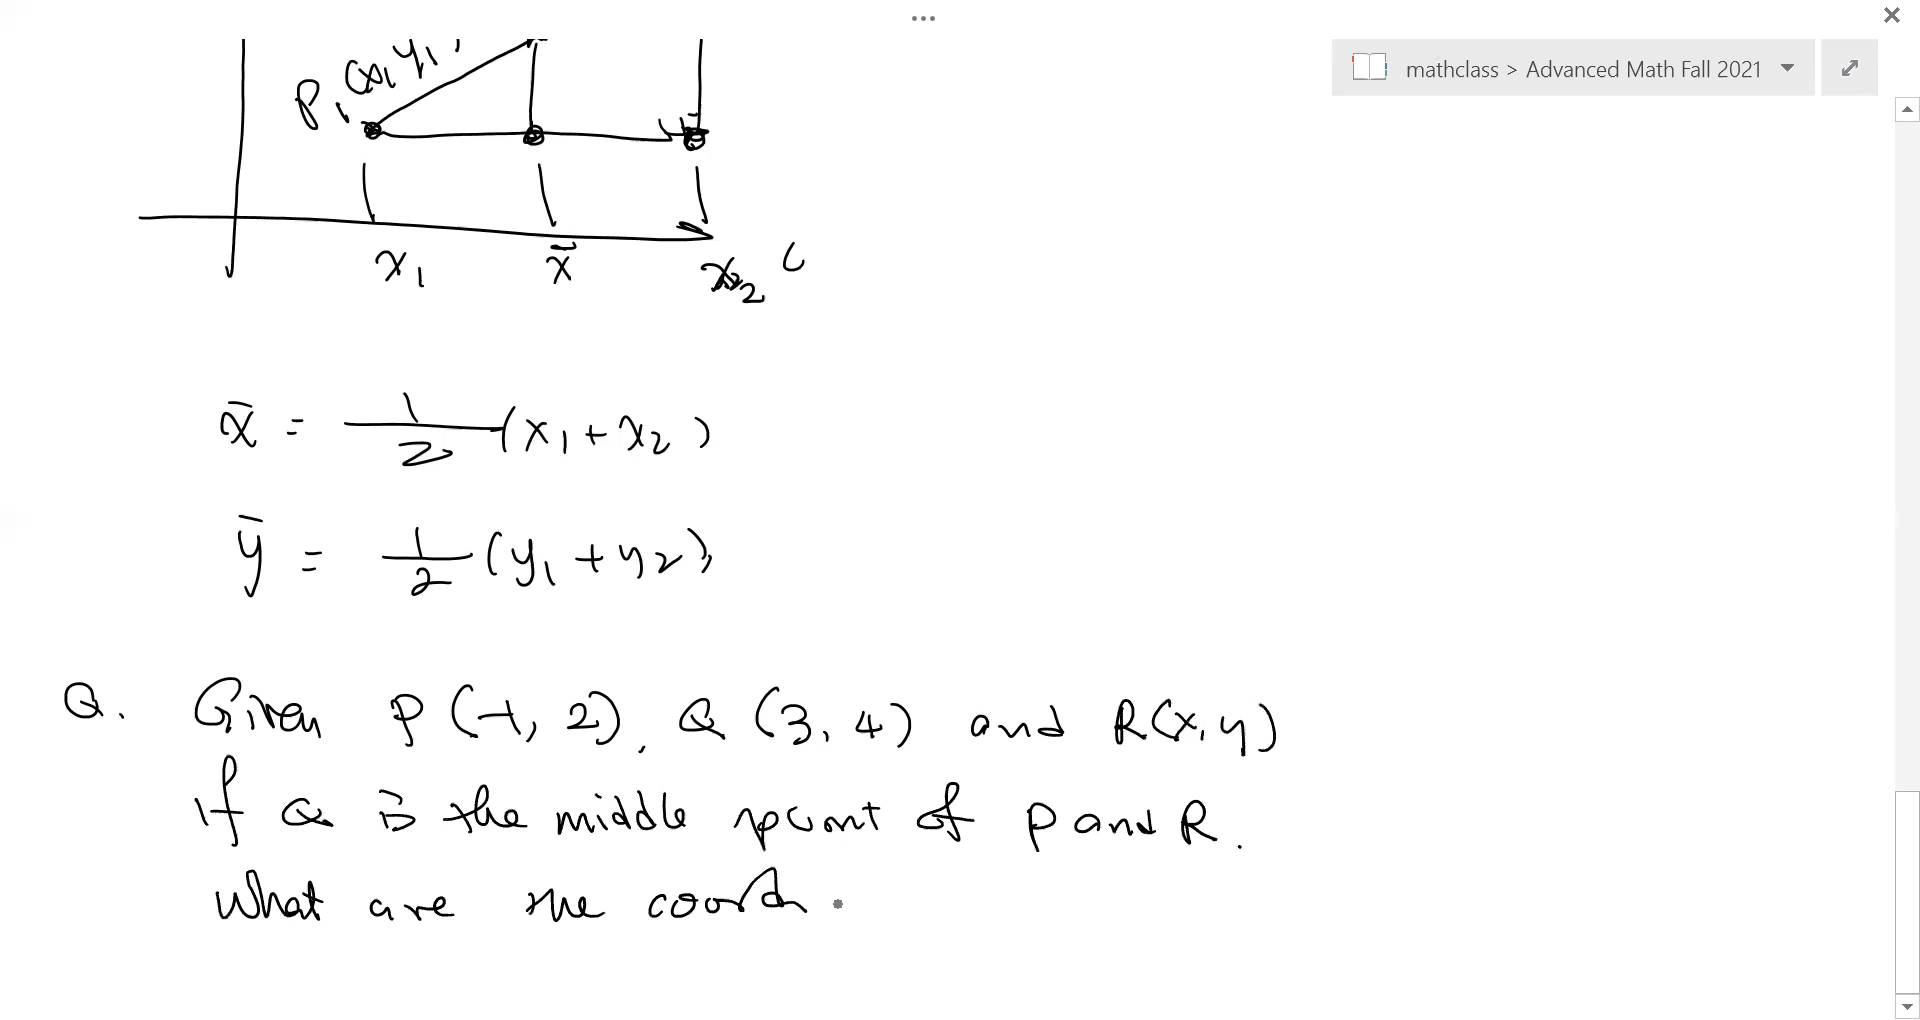 mathclass > Advanced Math Fall 2021
P₁ (x₁ y₁
x₁ x̄ x₂
x̄ = 1/2 (x₁ + x₂)
ȳ = 1/2 (y₁ + y₂)
Q. Given P (-1, 2), Q (3, 4) and R(x, y)
If Q is the middle point of P and R.
What are the coord